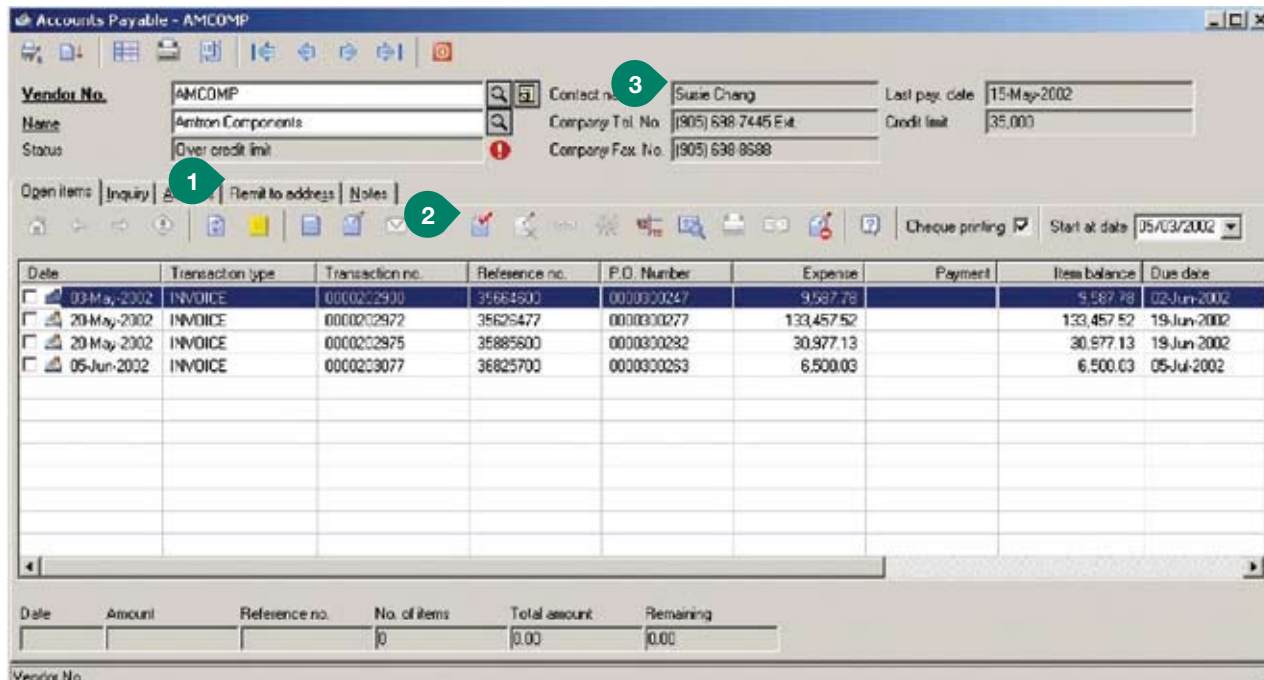 Accounts Payable - AMCOMP
Vendor No. AMCOMP 3 Susie Chang Last pay. date 15-May-2002
Name Amtron Components Company Tel. No. (905) 698-7445 Ext Credit limit 35,000
Status Over credit limit Company Fax. No. (905) 698-8688
Open items Inquiry 1 Remit to address Notes
2 Cheque printing Start at date 05/03/2002
Date Transaction type Transaction no. Reference no. P.O. Number Expense Payment Item balance Due date
03-May-2002 INVOICE 0000202900 35664600 0000300247 9,587.78 9,587.78 02-Jun-2002
20-May-2002 INVOICE 0000202972 35626477 0000300277 133,457.52 133,457.52 19-Jun-2002
20-May-2002 INVOICE 0000202975 35885600 0000300282 30,977.13 30,977.13 19-Jun-2002
05-Jun-2002 INVOICE 0000203077 36825700 0000300263 6,500.03 6,500.03 05-Jul-2002
Date Amount Reference no. No. of items Total amount Remaining
0 0.00 0.00
Vendor No.